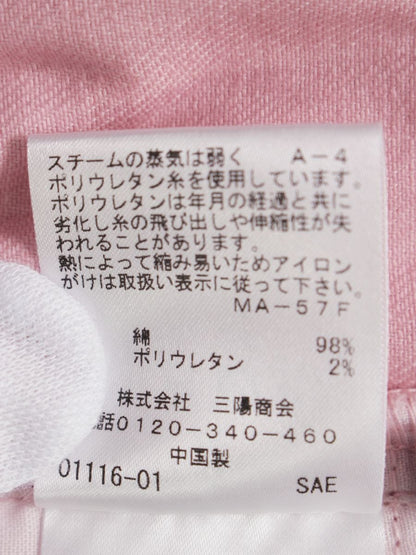 スチームの蒸気は弱く A-4
ポリウレタン糸を使用しています。
ポリウレタンは年月の経過と共に
劣化し糸の飛び出しや伸縮性が失
われることがあります。
熱によって縮み易いためアイロン
がけは取扱い表示に従って下さい。
MA-57F
綿 98%
ポリウレタン 2%
株式会社 三陽商会
話0120-340-460
中国製
01116-01 SAE